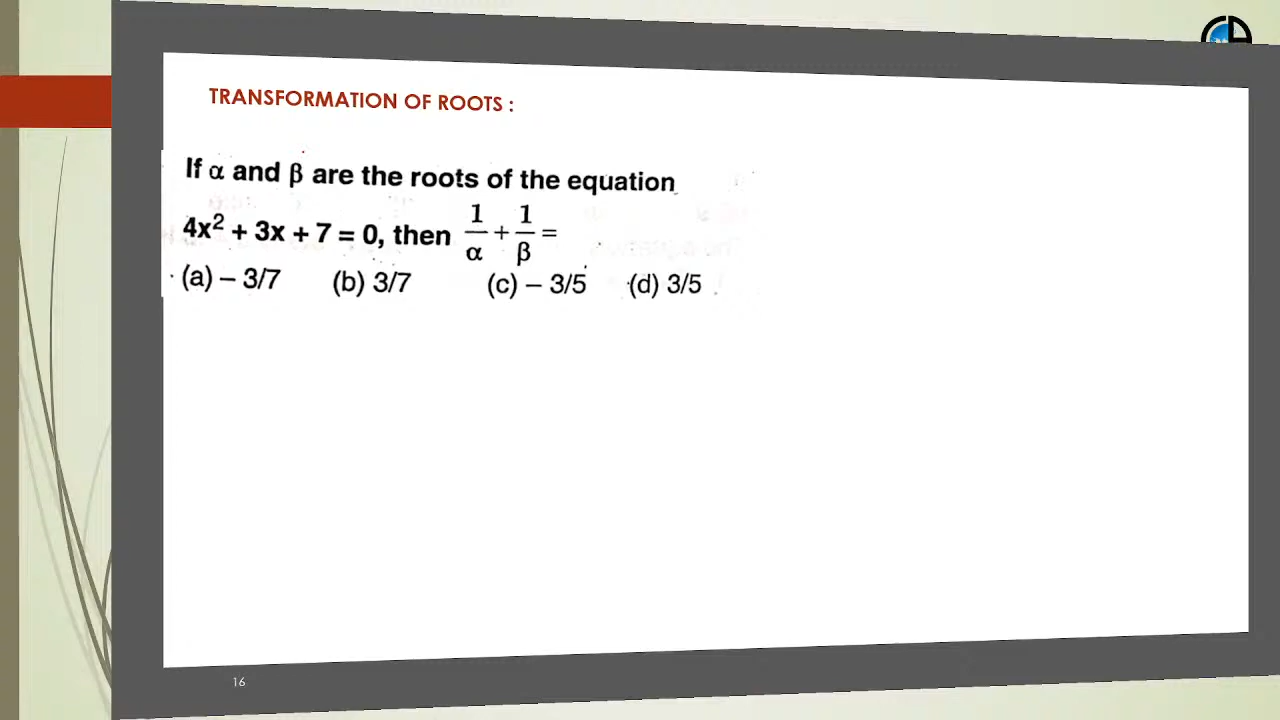 TRANSFORMATION OF ROOTS :
If α and β are the roots of the equation
4x² + 3x + 7 = 0, then 1/α + 1/β =
(a) – 3/7 (b) 3/7 (c) – 3/5 (d) 3/5
16